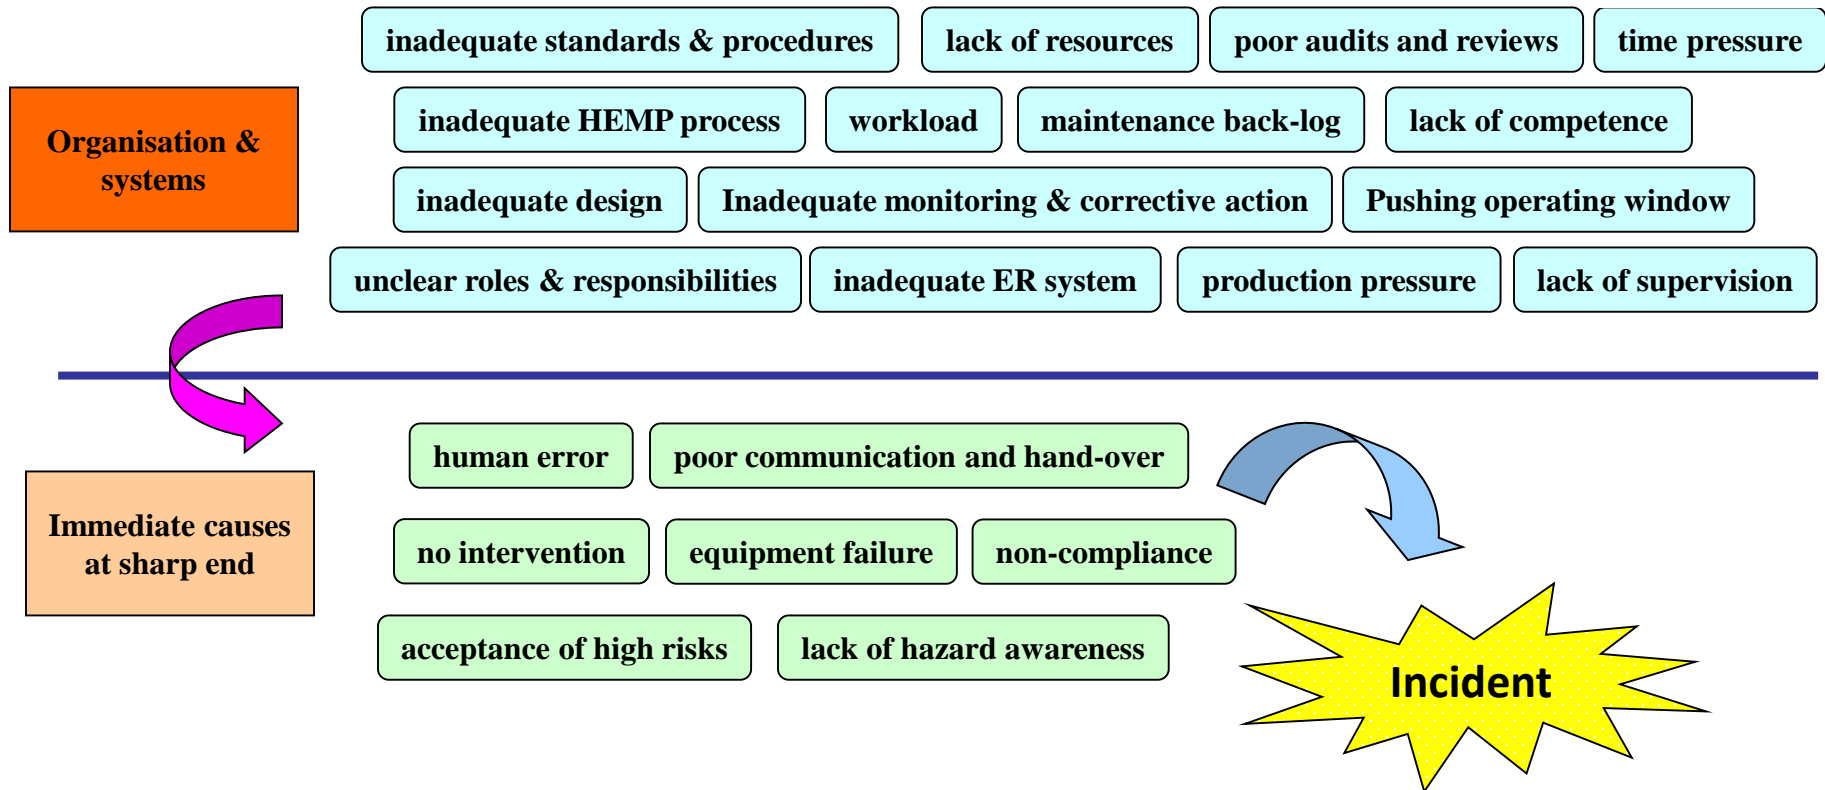 inadequate standards & procedures
lack of resources
poor audits and reviews
time pressure
Organisation &
systems
inadequate HEMP process
workload
maintenance back-log
lack of competence
inadequate design
Inadequate monitoring & corrective action
Pushing operating window
unclear roles & responsibilities
inadequate ER system
production pressure
lack of supervision
human error
poor communication and hand-over
Immediate causes
at sharp end
no intervention
equipment failure
non-compliance
acceptance of high risks
lack of hazard awareness
Incident